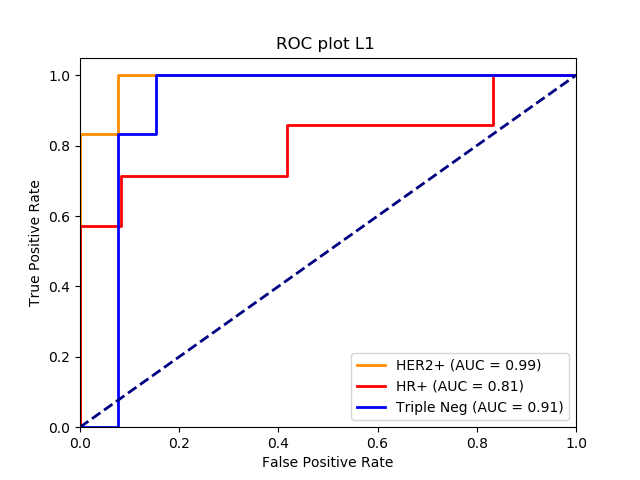 ROC plot L1
True Positive Rate
1.0
0.8
0.6
0.4
0.2
0.0
0.0 0.2 0.4 0.6 0.8 1.0
False Positive Rate
HER2+ (AUC = 0.99)
HR+ (AUC = 0.81)
Triple Neg (AUC = 0.91)